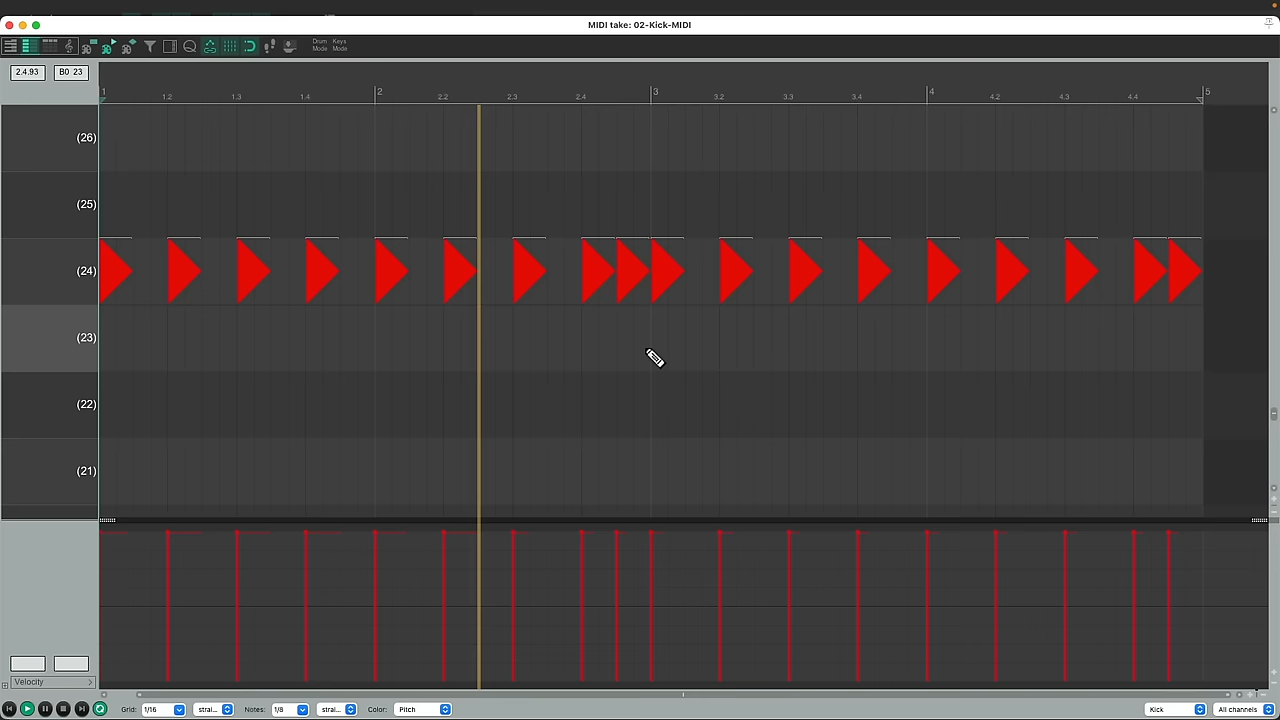 MIDI take: 02-Kick-MIDI
Drum Mode
Keys Mode
2.4.93
B0 23
1 1.2 1.3 1.4 2 2.2 2.3 2.4 3 3.2 3.3 3.4 4 4.2 4.3 4.4 5
(26)
(25)
(24)
(23)
(22)
(21)
Velocity
Grid: 1/16 strai... Notes: 1/8 strai... Color: Pitch Kick All channels